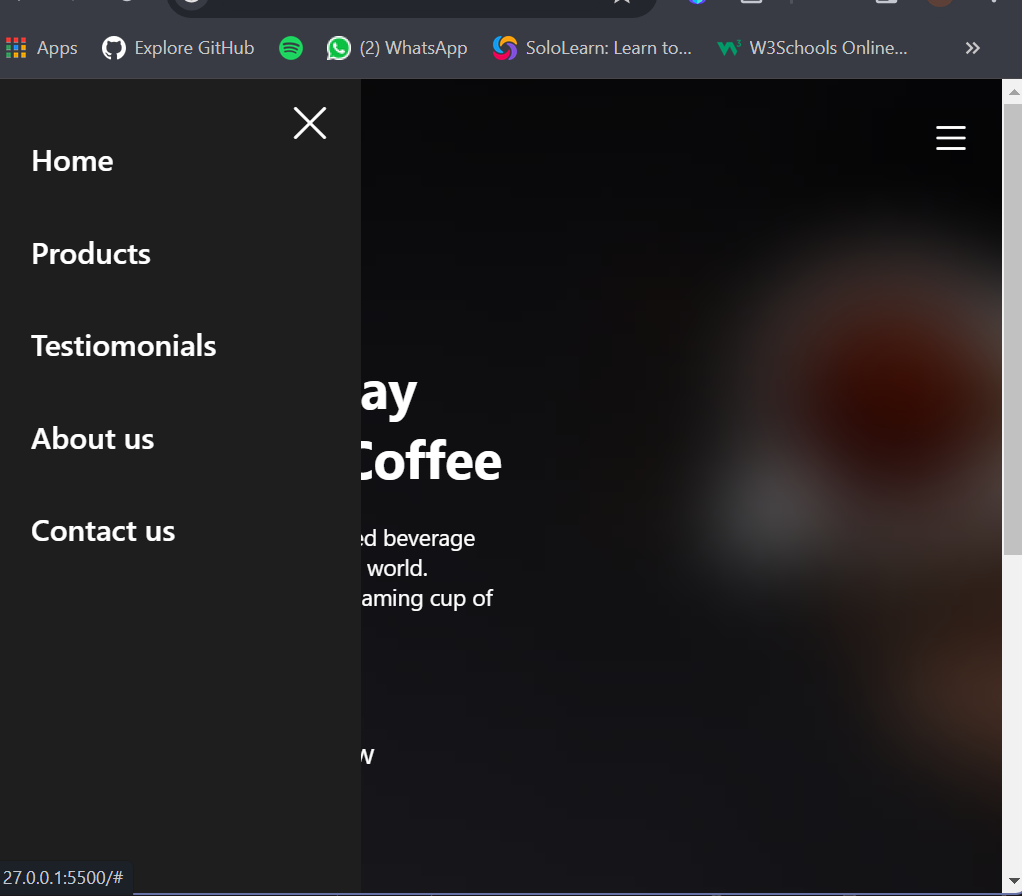 Apps Explore GitHub (2) WhatsApp SoloLearn: Learn to... W3Schools Online...
Home
Products
Testiomonials
About us
Contact us
ay
Coffee
ed beverage
world.
aming cup of
w
27.0.0.1:5500/#